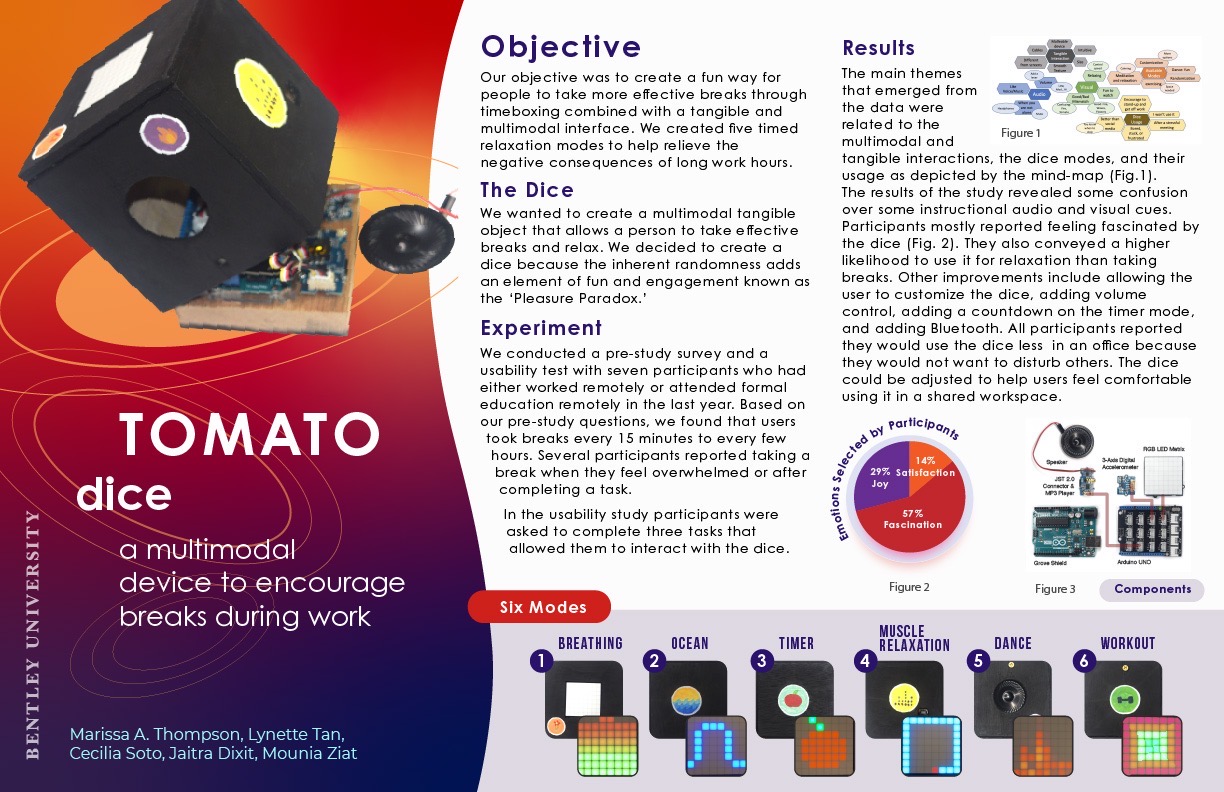 TOMATO
dice
a multimodal
device to encourage
breaks during work
BENTLEY UNIVERSITY
Marissa A. Thompson, Lynette Tan,
Cecilia Soto, Jaitra Dixit, Mounia Ziat
Objective
Our objective was to create a fun way for
people to take more effective breaks through
timeboxing combined with a tangible and
multimodal interface. We created five timed
relaxation modes to help relieve the
negative consequences of long work hours.
The Dice
We wanted to create a multimodal tangible
object that allows a person to take effective
breaks and relax. We decided to create a
dice because the inherent randomness adds
an element of fun and engagement known as
the ‘Pleasure Paradox.’
Experiment
We conducted a pre-study survey and a
usability test with seven participants who had
either worked remotely or attended formal
education remotely in the last year. Based on
our pre-study questions, we found that users
took breaks every 15 minutes to every few
hours. Several participants reported taking a
break when they feel overwhelmed or after
completing a task.
In the usability study participants were
asked to complete three tasks that
allowed them to interact with the dice.
Results
The main themes
that emerged from
the data were
related to the
multimodal and
tangible interactions, the dice modes, and their
usage as depicted by the mind-map (Fig.1).
The results of the study revealed some confusion
over some instructional audio and visual cues.
Participants mostly reported feeling fascinated by
the dice (Fig. 2). They also conveyed a higher
likelihood to use it for relaxation than taking
breaks. Other improvements include allowing the
user to customize the dice, adding volume
control, adding a countdown on the timer mode,
and adding Bluetooth. All participants reported
they would use the dice less in an office because
they would not want to disturb others. The dice
could be adjusted to help users feel comfortable
using it in a shared workspace.
Tangible
Interaction
Intuitive
Audio
Visual
Relaxing
Customization
Randomization
Available
Modes
Dice
Usage
Figure 1
Emotions Selected by Participants
14%
Satisfaction
29%
Joy
57%
Fascination
Figure 2
Speaker
RGB LED Matrix
3-Axis Digital
Accelerometer
JST 2.0
Connector &
MP3 Player
Grove Shield
Arduino UNO
Figure 3
Components
Six Modes
1
BREATHING
2
OCEAN
3
TIMER
4
MUSCLE
RELAXATION
5
DANCE
6
WORKOUT